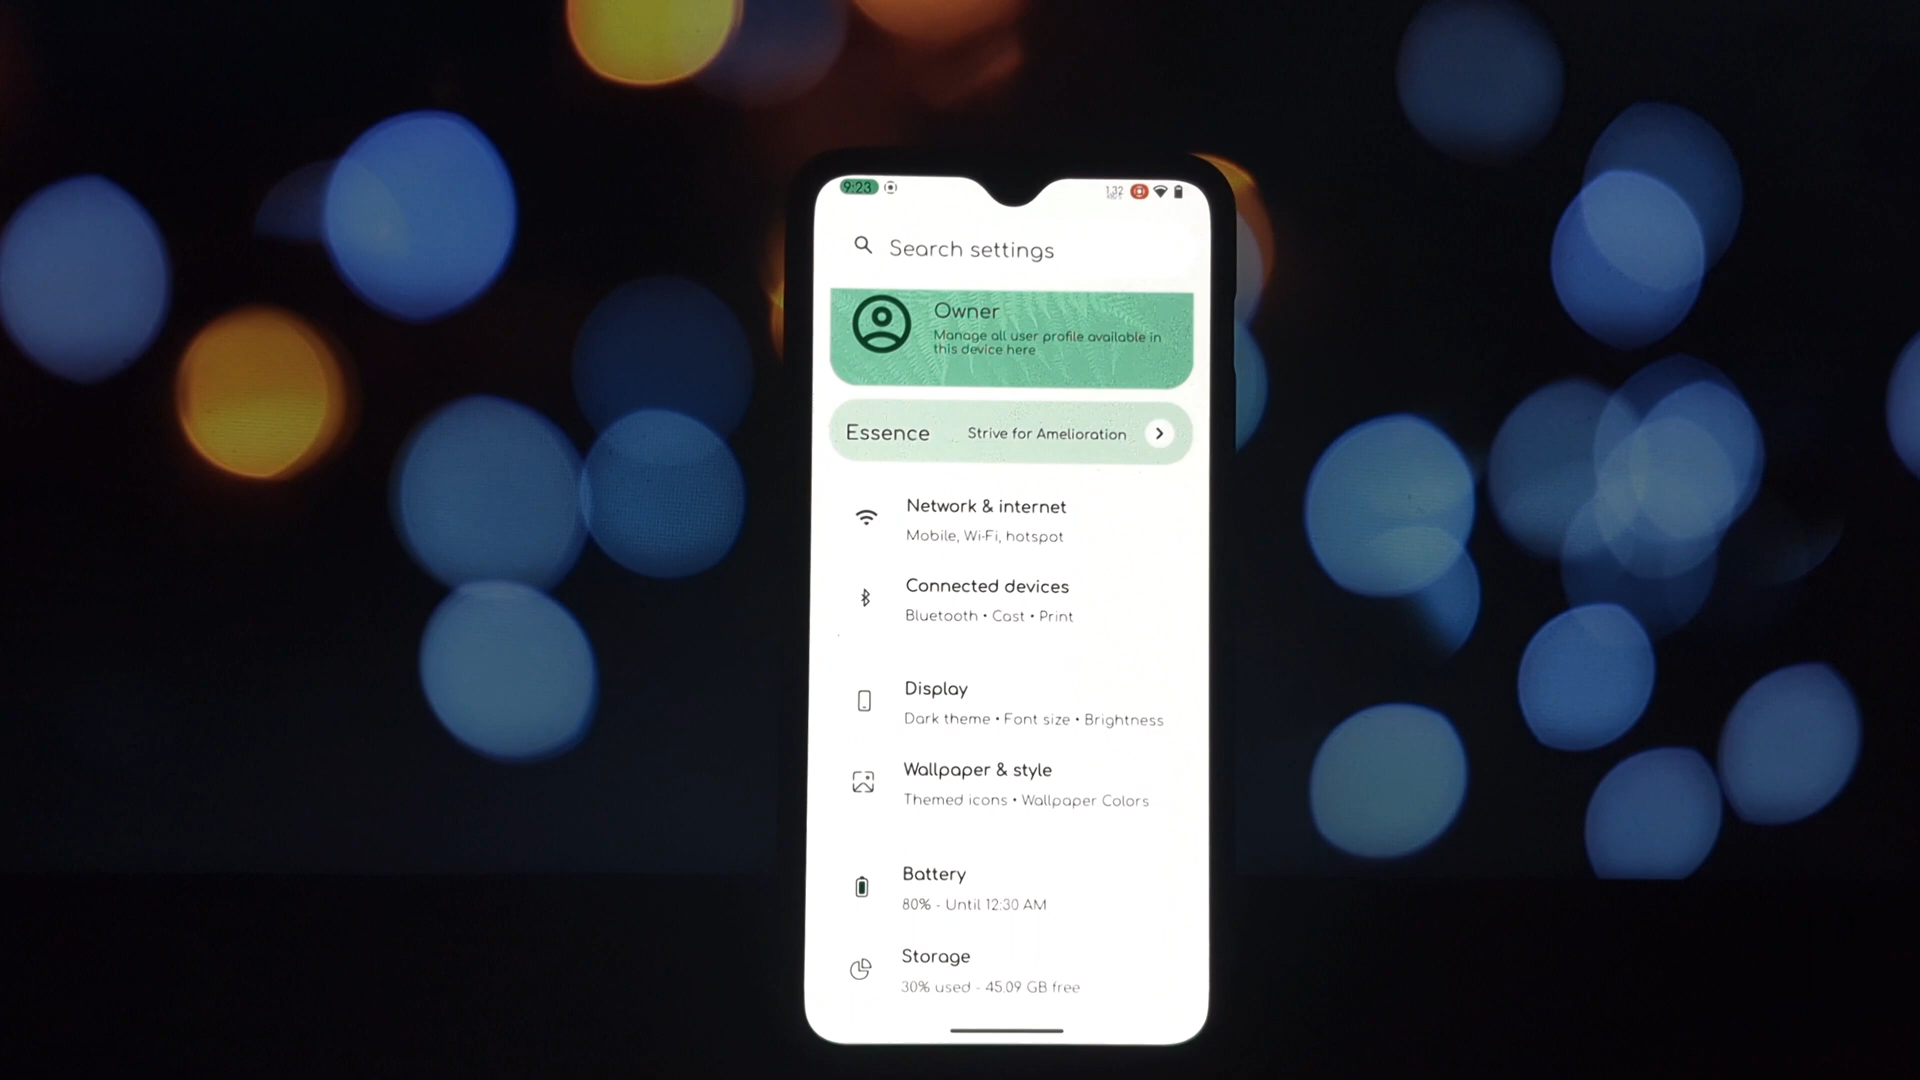 9:23
1.32
Search settings
Owner
Manage all user profile available in
this device here
Essence Strive for Amelioration
Network & internet
Mobile, Wi-Fi, hotspot
Connected devices
Bluetooth • Cast • Print
Display
Dark theme • Font size • Brightness
Wallpaper & style
Themed icons • Wallpaper Colors
Battery
80% - Until 12:30 AM
Storage
30% used - 45.09 GB free